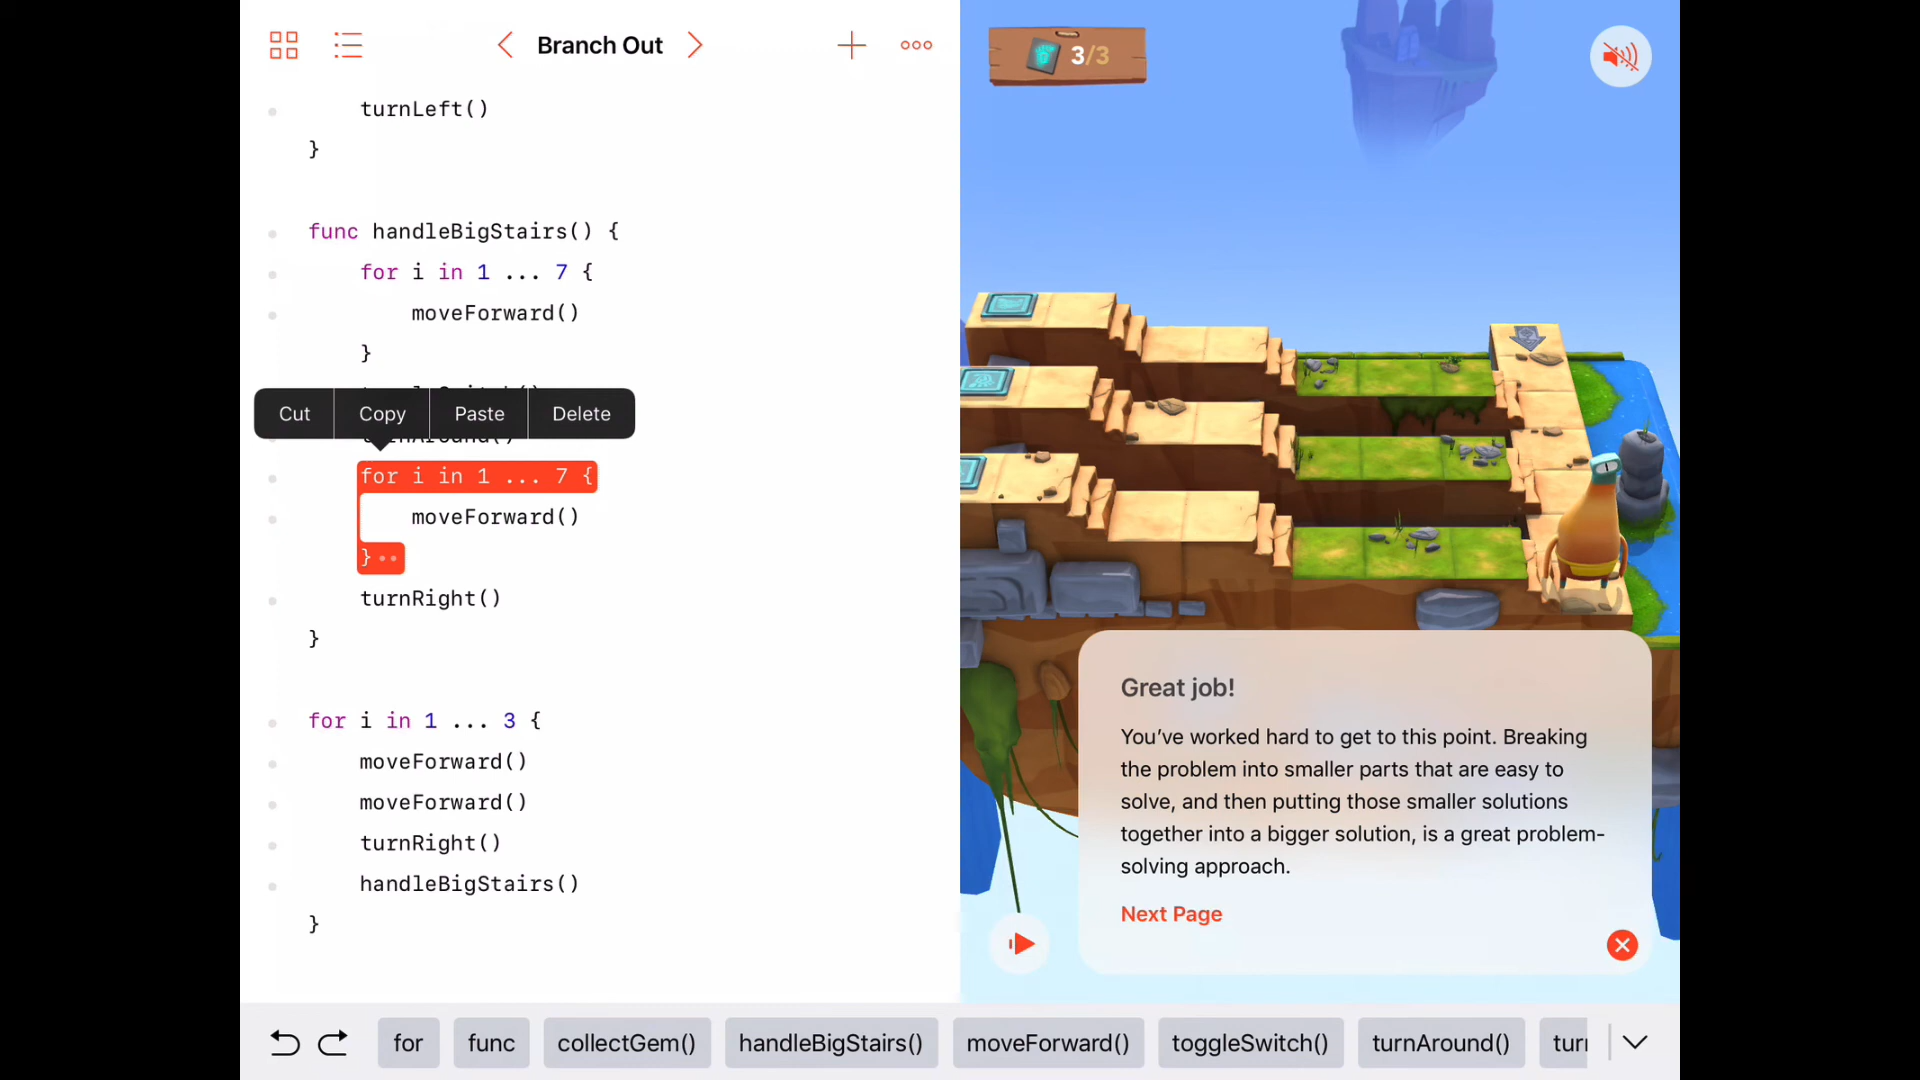 Branch Out
turnLeft()
}
func handleBigStairs() {
for i in 1 ... 7 {
moveForward()
}
Cut Copy Paste Delete
for i in 1 ... 7 {
moveForward()
}
turnRight()
}
for i in 1 ... 3 {
moveForward()
moveForward()
turnRight()
handleBigStairs()
}
3/3
Great job!
You’ve worked hard to get to this point. Breaking
the problem into smaller parts that are easy to
solve, and then putting those smaller solutions
together into a bigger solution, is a great problem-
solving approach.
Next Page
for func collectGem() handleBigStairs() moveForward() toggleSwitch() turnAround()